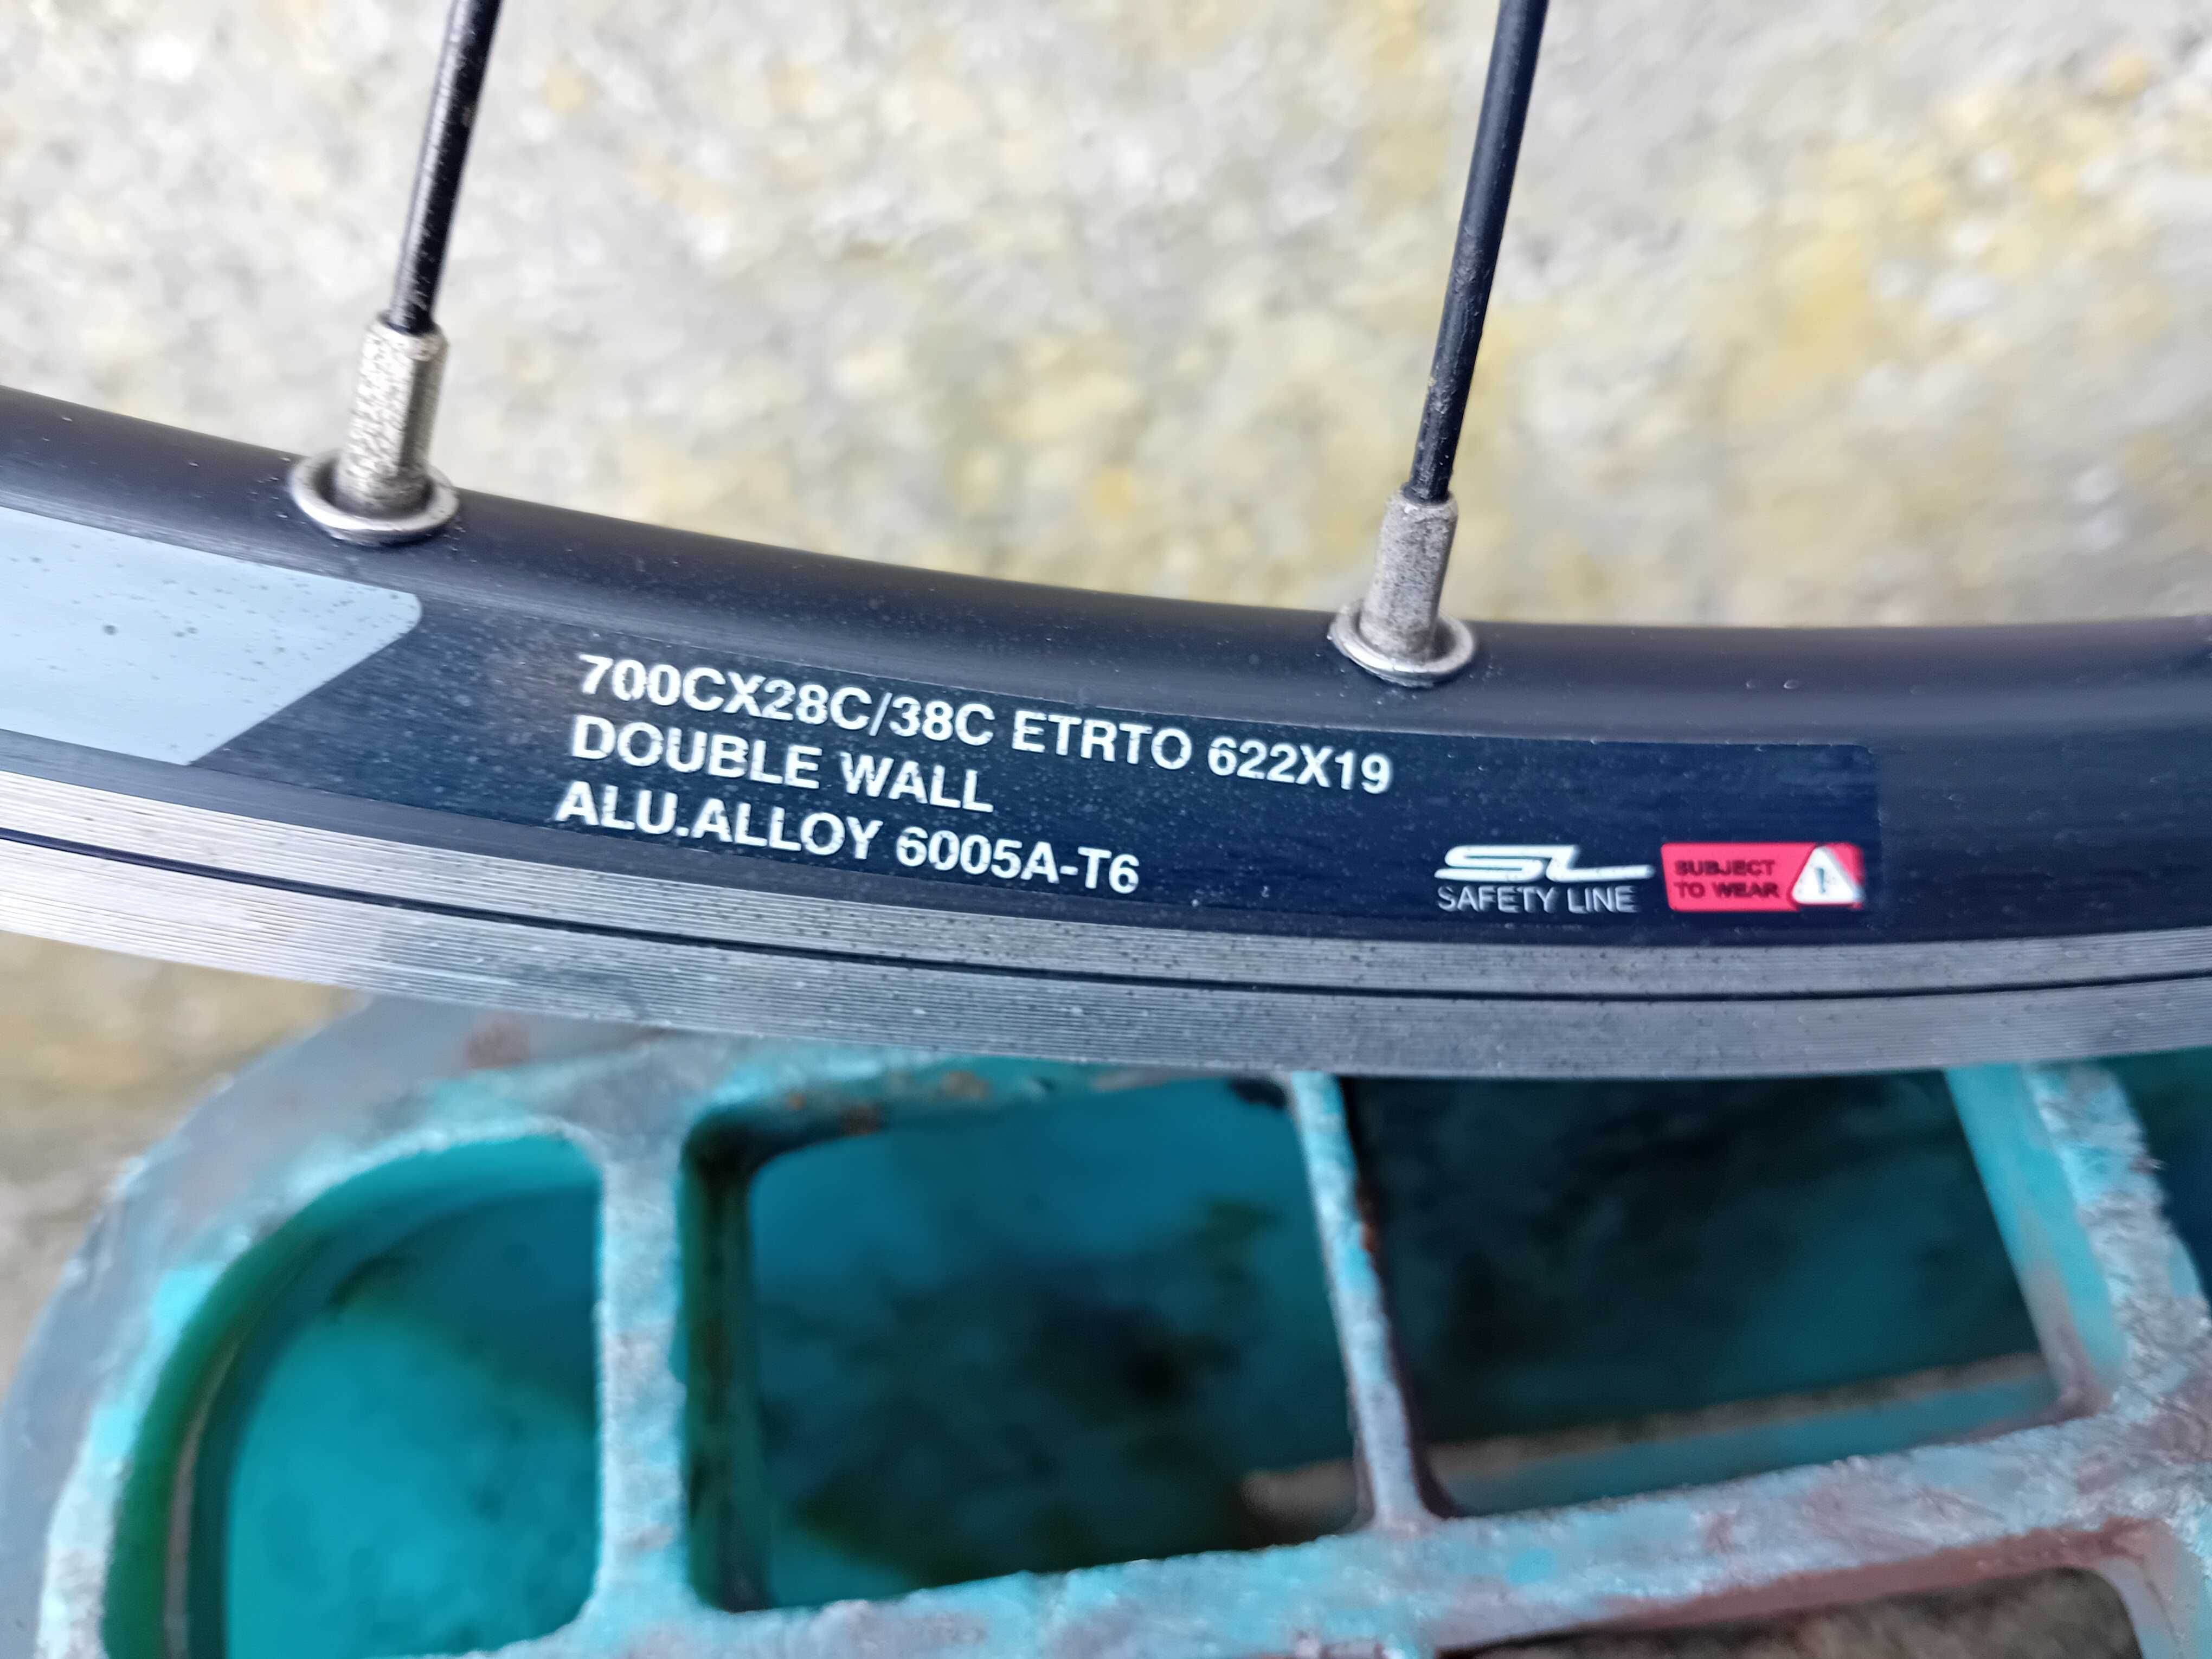 700CX28C/38C ETRTO 622X19
DOUBLE WALL
ALU.ALLOY 6005A-T6
SL
SAFETY LINE
SUBJECT
TO WEAR